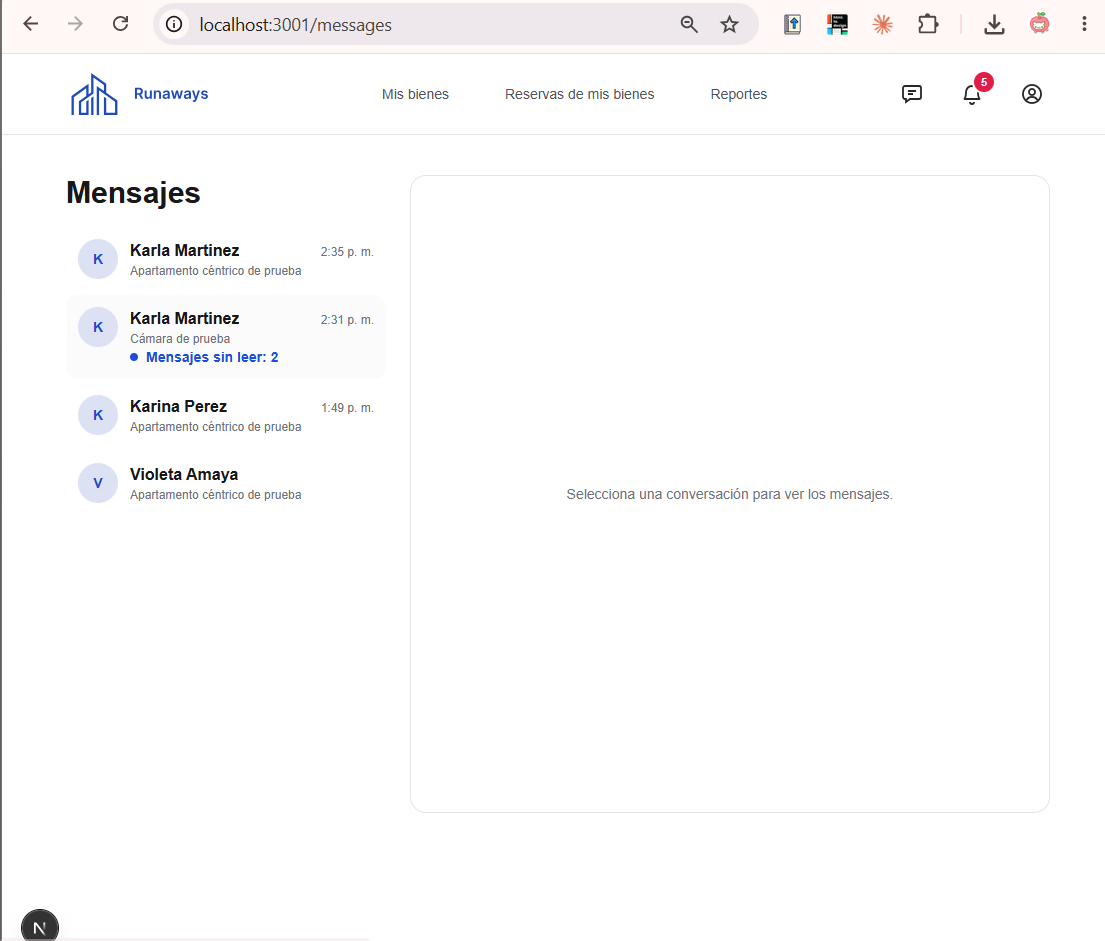 localhost:3001/messages
Runaways
Mis bienes
Reservas de mis bienes
Reportes
5
Mensajes
K
Karla Martinez
2:35 p. m.
Apartamento céntrico de prueba
K
Karla Martinez
2:31 p. m.
Cámara de prueba
Mensajes sin leer: 2
K
Karina Perez
1:49 p. m.
Apartamento céntrico de prueba
V
Violeta Amaya
Apartamento céntrico de prueba
Selecciona una conversación para ver los mensajes.
N